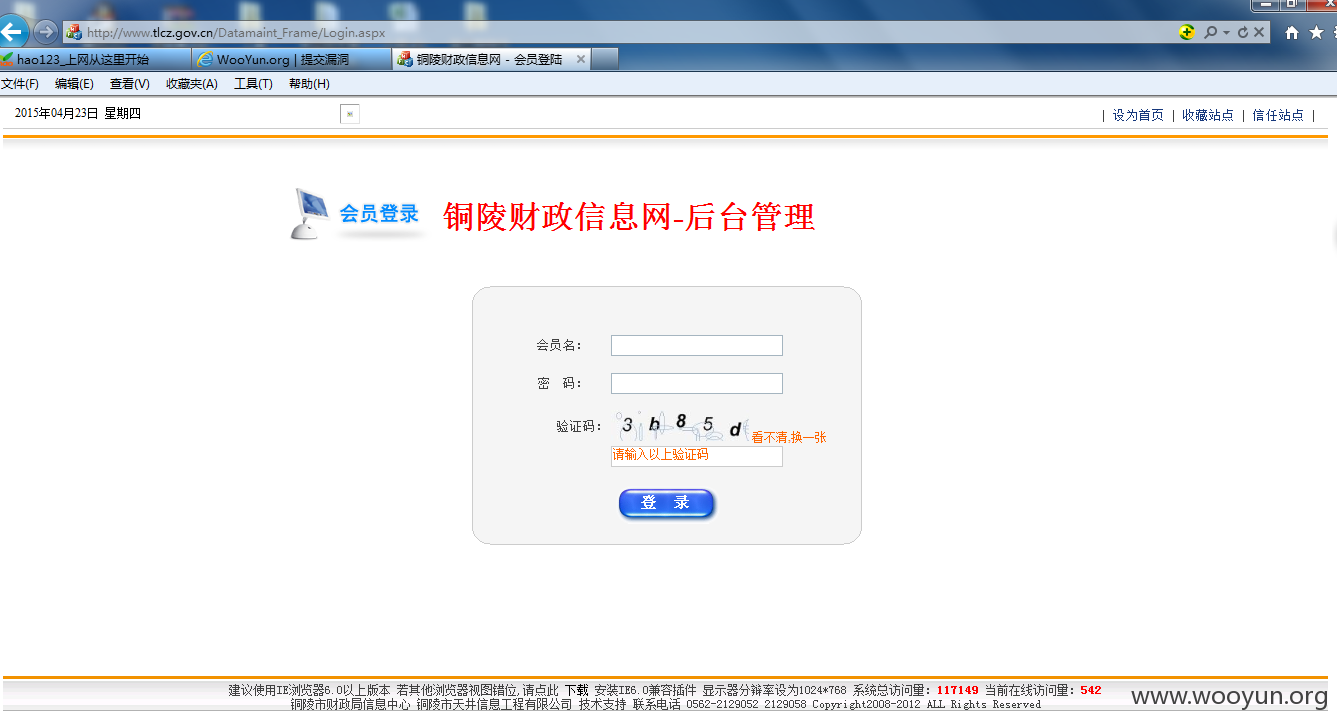 http://www.tlcz.gov.cn/Datamaint_Frame/Login.aspx
hao123_上网从这里开始
WooYun.org | 提交漏洞
铜陵财政信息网 - 会员登陆
文件(F) 编辑(E) 查看(V) 收藏夹(A) 工具(T) 帮助(H)
2015年04月23日 星期四
| 设为首页 | 收藏站点 | 信任站点 |
会员登录
铜陵财政信息网-后台管理
会员名:
密 码:
验证码: 3 b 8 5 d 看不清,换一张
请输入以上验证码
登 录
建议使用IE浏览器6.0以上版本 若其他浏览器视图错位,请点此 下载 安装IE6.0兼容插件 显示器分辩率设为1024*768 系统总访问量: 117149 当前在线访问量: 542
铜陵市财政局信息中心 铜陵市天井信息工程有限公司 技术支持 联系电话 0562-2129052 2129058 Copyright2008-2012 ALL Rights Reserved
www.wooyun.org